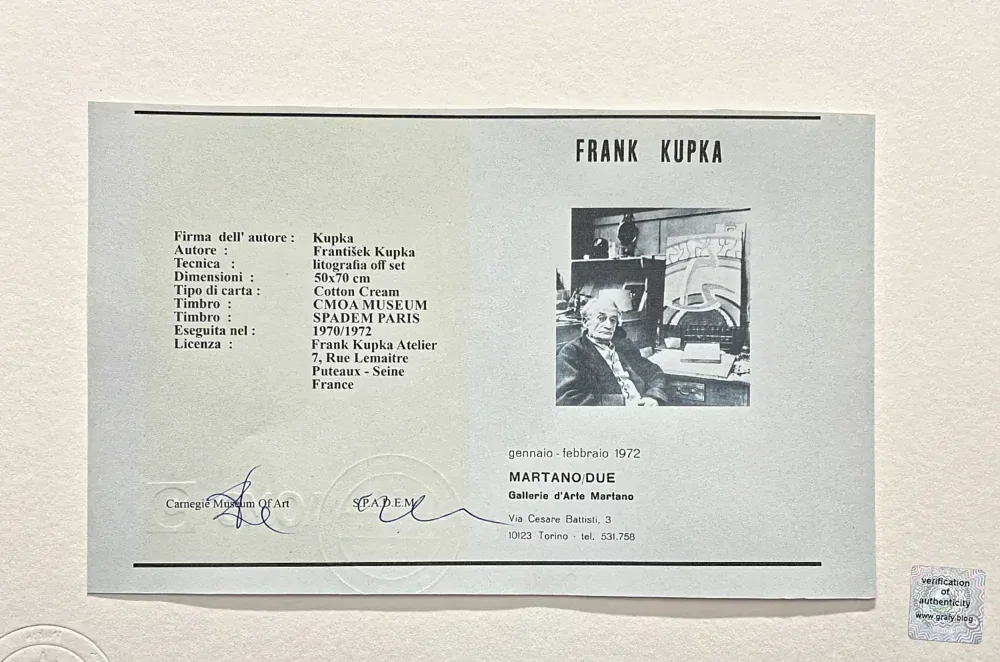 FRANK KUPKA
Firma dell' autore : Kupka
Autore : František Kupka
Tecnica : litografia off set
Dimensioni : 50x70 cm
Tipo di carta : Cotton Cream
Timbro : CMOA MUSEUM
Timbro : SPADEM PARIS
Eseguita nel : 1970/1972
Licenza : Frank Kupka Atelier
7, Rue Lemaitre
Puteaux - Seine
France
Carnegie Museum Of Art
S.P.A.D.E.M.
gennaio - febbraio 1972
MARTANO/DUE
Gallerie d'Arte Martano
Via Cesare Battisti, 3
10123 Torino - tel. 531.758
verification
of
authenticity
www.grafy.blog